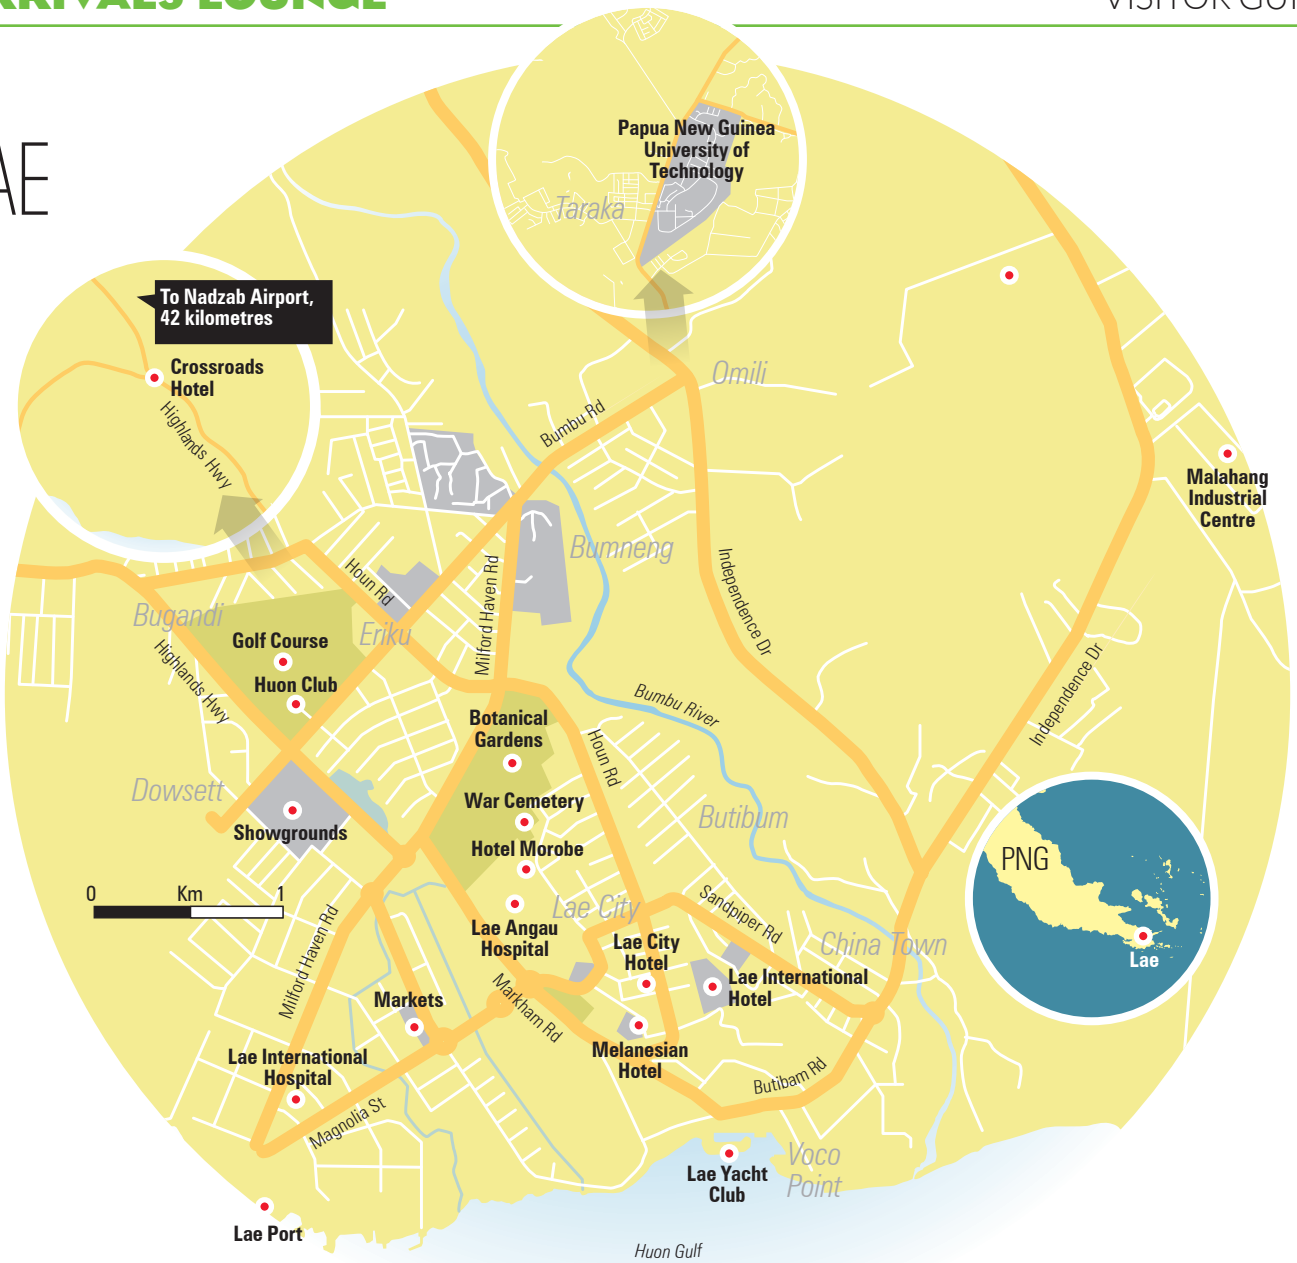 VISITOR
Papua New Guinea
University of
Technology
Taraka
To Nadzab Airport,
42 kilometres
Crossroads
Hotel
Highlands Hwy
Omili
Bumbu Rd
Malahang
Industrial
Centre
Bumneng
Houn Rd
Milford Haven Rd
Independence Dr
Bugandi
Eriku
Golf Course
Huon Club
Highlands Hwy
Independence Dr
Bumbu River
Botanical
Gardens
Houn Rd
Dowsett
War Cemetery
Butibum
Showgrounds
Hotel Morobe
PNG
Lae
0 Km 1
Lae City
Sandpiper Rd
Lae Angau
Hospital
Lae City
Hotel
China Town
Milford Haven Rd
Markets
Markham Rd
Lae International
Hotel
Melanesian
Hotel
Lae International
Hospital
Butibam Rd
Magnolia St
Lae Yacht
Club
Voco
Point
Lae Port
Huon Gulf